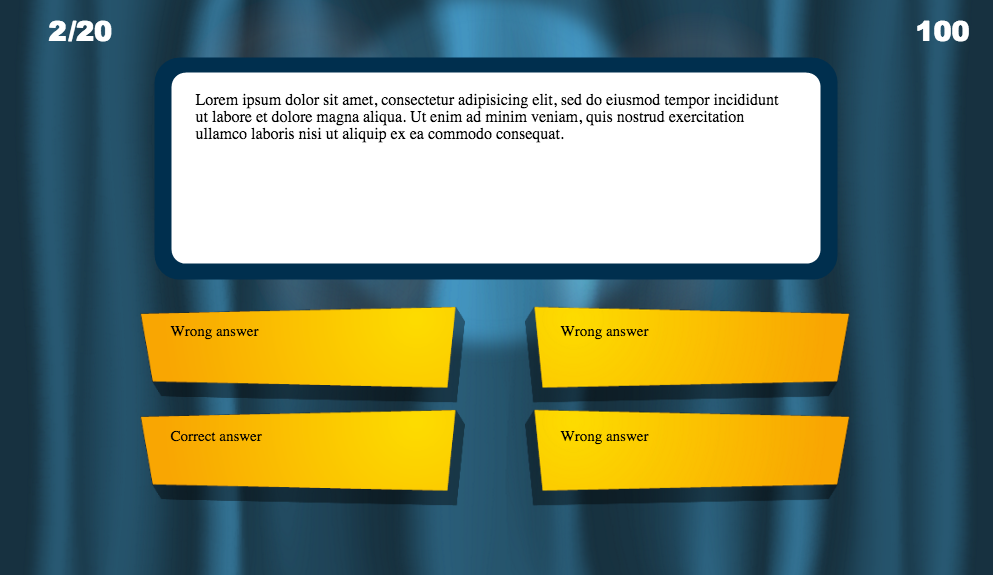 2/20
100
Lorem ipsum dolor sit amet, consectetur adipisicing elit, sed do eiusmod tempor incididunt
ut labore et dolore magna aliqua. Ut enim ad minim veniam, quis nostrud exercitation
ullamco laboris nisi ut aliquip ex ea commodo consequat.
Wrong answer
Wrong answer
Correct answer
Wrong answer